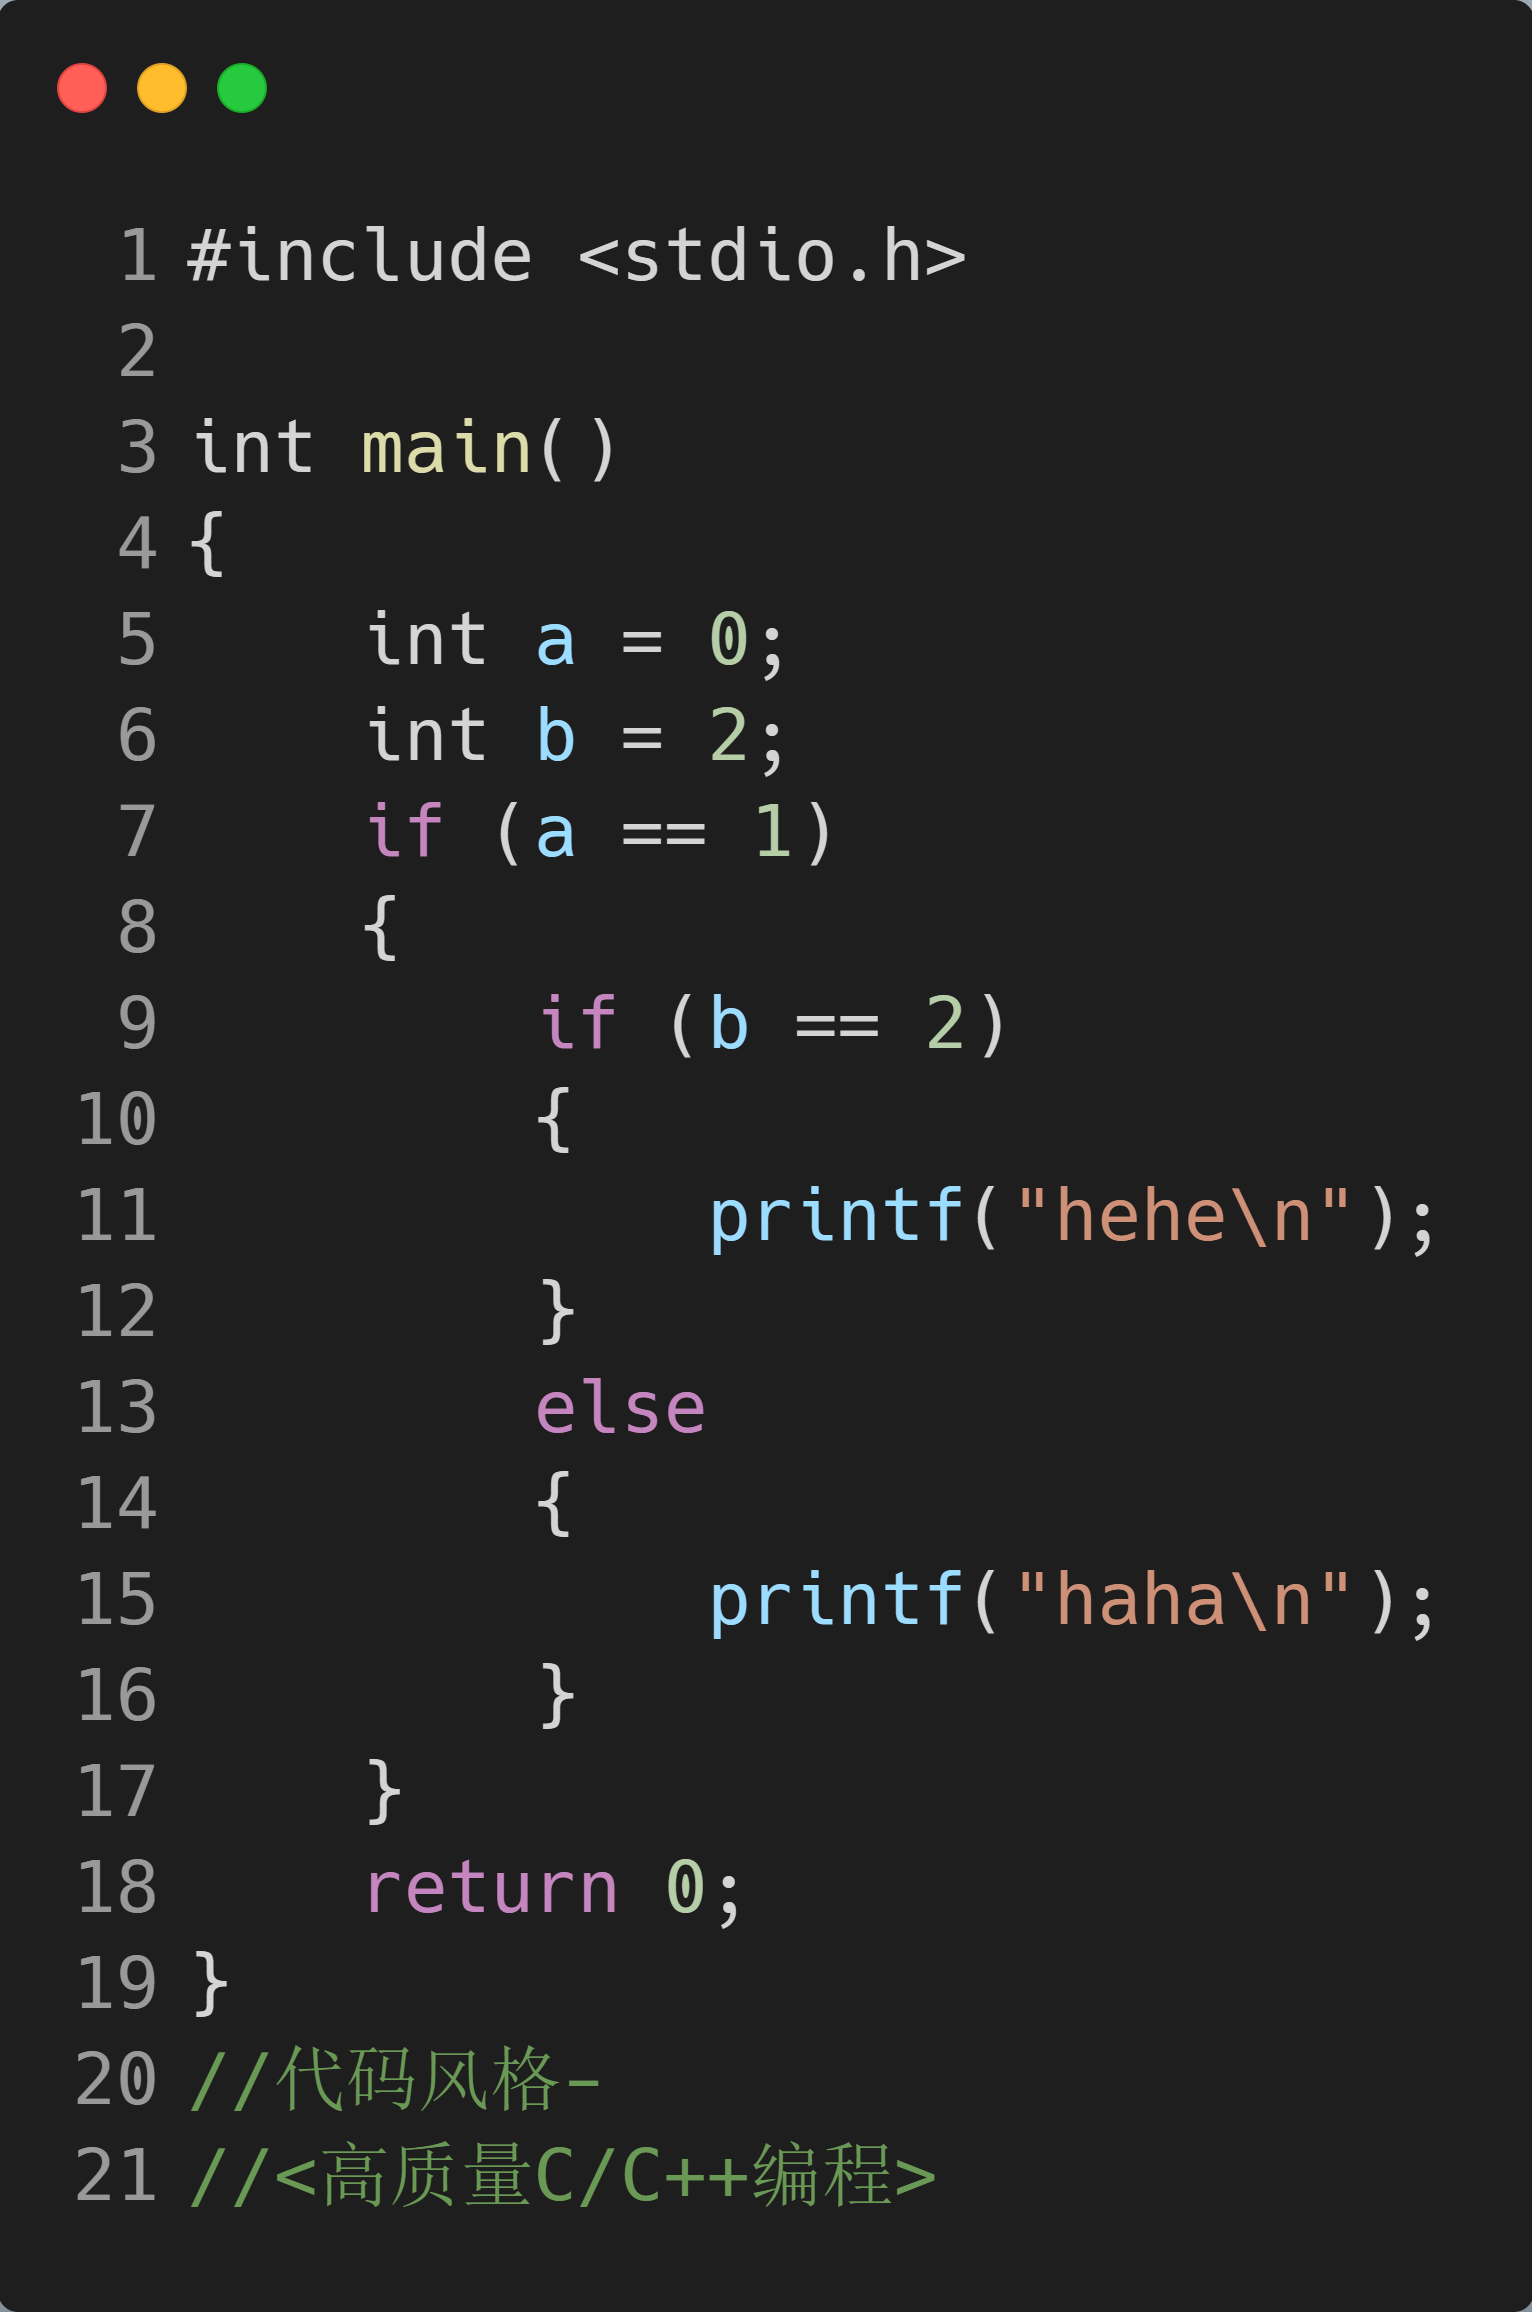 1 #include <stdio.h>
2
3 int main()
4 {
5     int a = 0;
6     int b = 2;
7     if (a == 1)
8     {
9         if (b == 2)
10         {
11             printf("hehe\n");
12         }
13         else
14         {
15             printf("haha\n");
16         }
17     }
18     return 0;
19 }
20 //代码风格-
21 //<高质量C/C++编程>